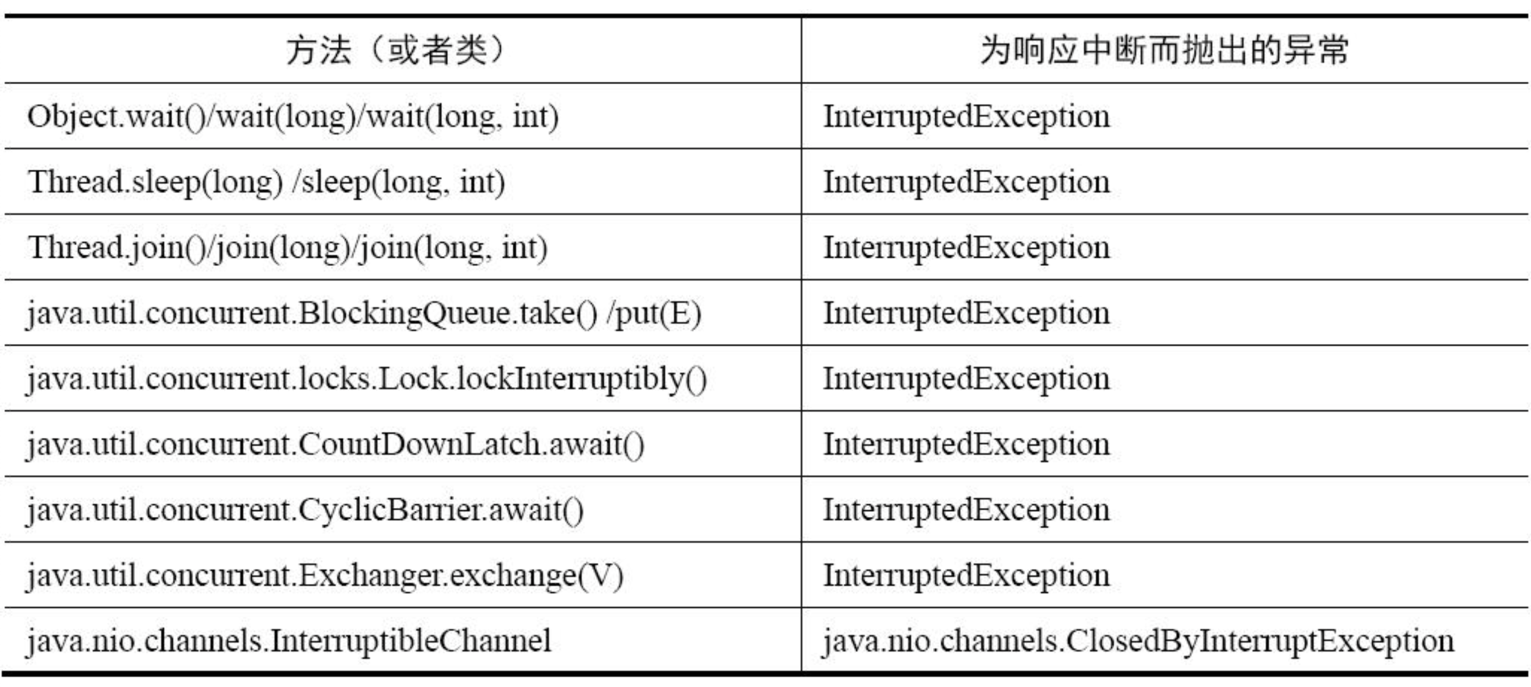 方法（或者类） 为响应中断而抛出的异常
Object.wait()/wait(long)/wait(long, int) InterruptedException
Thread.sleep(long) /sleep(long, int) InterruptedException
Thread.join()/join(long)/join(long, int) InterruptedException
java.util.concurrent.BlockingQueue.take() /put(E) InterruptedException
java.util.concurrent.locks.Lock.lockInterruptibly() InterruptedException
java.util.concurrent.CountDownLatch.await() InterruptedException
java.util.concurrent.CyclicBarrier.await() InterruptedException
java.util.concurrent.Exchanger.exchange(V) InterruptedException
java.nio.channels.InterruptibleChannel java.nio.channels.ClosedByInterruptException